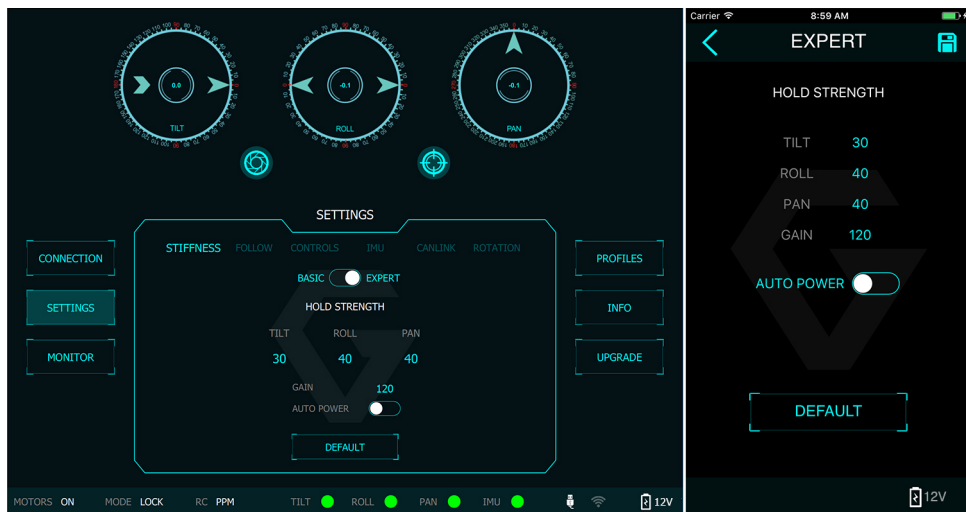 0.0
TILT
-0.1
ROLL
-0.1
PAN
SETTINGS
STIFFNESS FOLLOW CONTROLS IMU CANLINK ROTATION
BASIC EXPERT
HOLD STRENGTH
TILT ROLL PAN
30 40 40
GAIN 120
AUTO POWER
DEFAULT
CONNECTION
SETTINGS
MONITOR
PROFILES
INFO
UPGRADE
MOTORS ON MODE LOCK RC PPM TILT ROLL PAN IMU 12V
Carrier 8:59 AM
EXPERT
HOLD STRENGTH
TILT 30
ROLL 40
PAN 40
GAIN 120
AUTO POWER
DEFAULT
12V